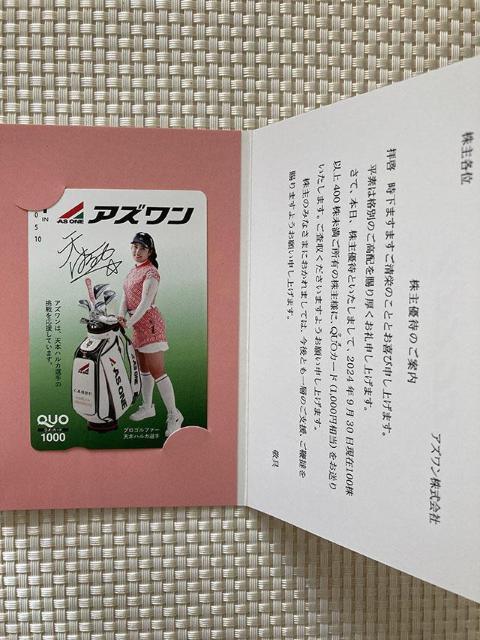 IN
0
5
10
AS ONE
アズワン
アズワンは、天本ハルカ選手の
挑戦を応援しています。
AS ONE
QUO
1000
プロゴルファー
天本ハルカ選手
株主各位
アズワン株式会社
株主優待のご案内
拝啓 時下ますますご清栄のこととお喜び申し上げます。
平素は格別のご高配を賜り厚くお礼申し上げます。
さて、本日、株主優待といたしまして、2024年9月30日現在100株
以上400株未満ご所有の株主様に、QUOカード(1,000円相当)をお送り
いたします。ご査収くださいますようお願い申し上げます。
株主のみなさまにおかれましては、今後とも一層のご支援、ご鞭撻を
賜りますようお願い申し上げます。
敬具